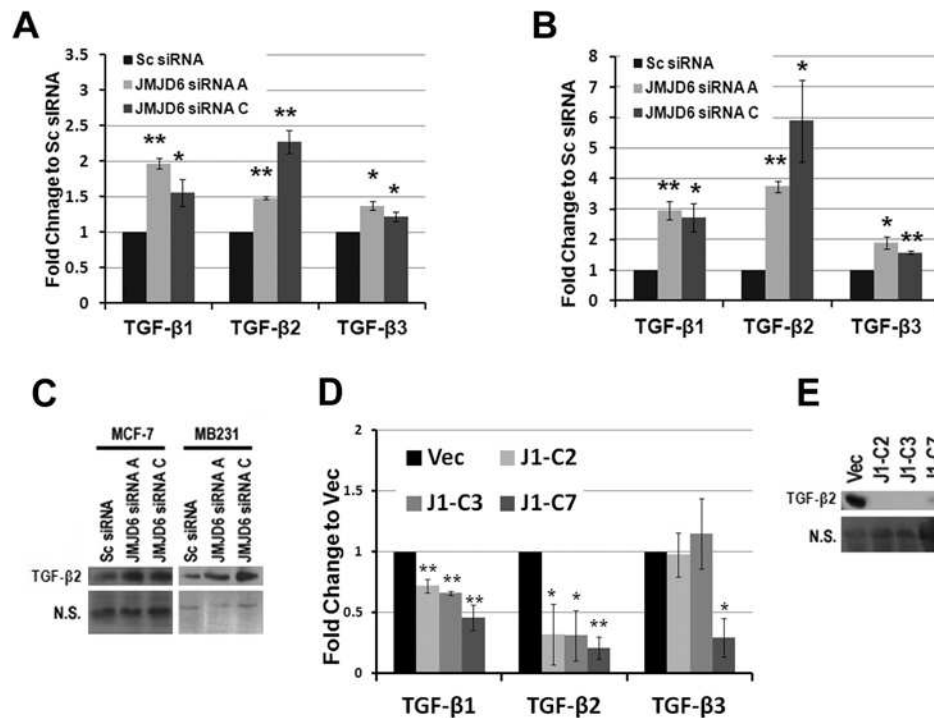 A
Fold Chnage to Sc siRNA
3.5
3
2.5
2
1.5
1
0.5
0
Sc siRNA
JMJD6 siRNA A
JMJD6 siRNA C
** * ** ** * *
TGF-β1 TGF-β2 TGF-β3
B
Fold Change to Sc siRNA
8
7
6
5
4
3
2
1
0
Sc siRNA
JMJD6 siRNA A
JMJD6 siRNA C
** * ** * * **
TGF-β1 TGF-β2 TGF-β3
C
MCF-7 MB231
Sc siRNA
JMJD6 siRNA A
JMJD6 siRNA C
Sc siRNA
JMJD6 siRNA A
JMJD6 siRNA C
TGF-β2
N.S.
D
Fold Change to Vec
2
1.5
1
0.5
0
Vec J1-C2
J1-C3 J1-C7
** ** ** * * ** *
TGF-β1 TGF-β2 TGF-β3
E
Vec
J1-C2
J1-C3
J1-C7
TGF-β2
N.S.